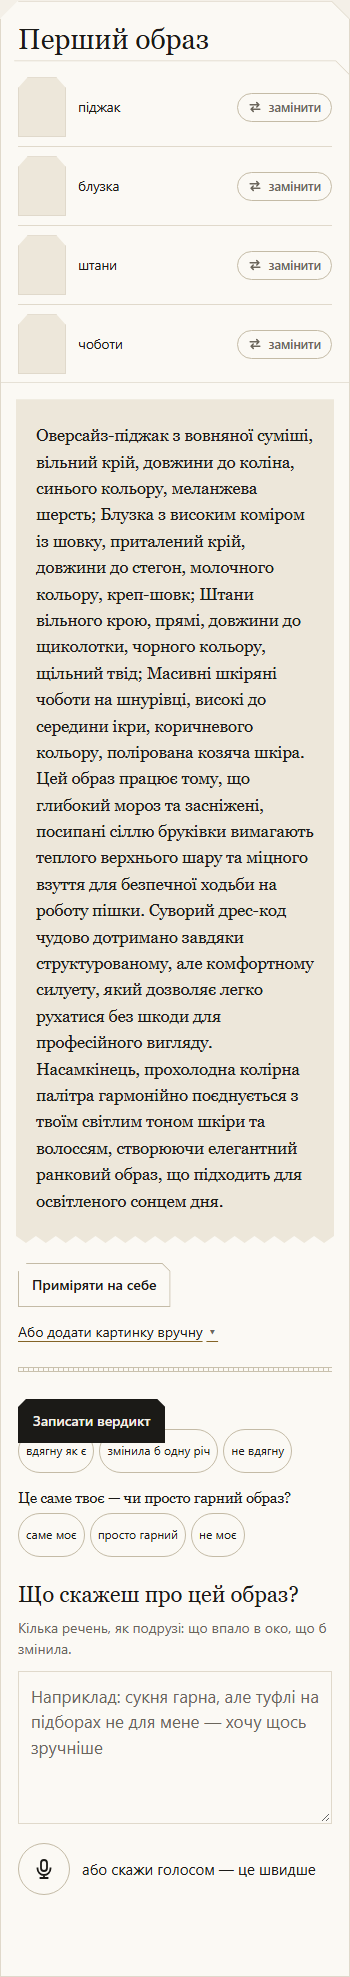 Перший образ
піджак
замінити
блузка
замінити
штани
замінити
чоботи
замінити
Оверсайз-піджак з вовняної суміші,
вільний крій, довжини до коліна,
синього кольору, меланжева
шерсть; Блузка з високим коміром
із шовку, приталений крій,
довжини до стегон, молочного
кольору, креп-шовк; Штани
вільного крою, прямі, довжини до
щиколотки, чорного кольору,
щільний твід; Масивні шкіряні
чоботи на шнурівці, високі до
середини ікри, коричневого
кольору, полірована козяча шкіра.
Цей образ працює тому, що
глибокий мороз та засніжені,
посипані сіллю бруківки вимагають
теплого верхнього шару та міцного
взуття для безпечної ходьби на
роботу пішки. Суворий дрес-код
чудово дотримано завдяки
структурованому, але комфортному
силуету, який дозволяє легко
рухатися без шкоди для
професійного вигляду.
Насамкінець, прохолодна колірна
палітра гармонійно поєднується з
твоїм світлим тоном шкіри та
волоссям, створюючи елегантний
ранковий образ, що підходить для
освітленого сонцем дня.
Приміряти на себе
Або додати картинку вручну
Записати вердикт
вдягну як є
змінила б одну річ
не вдягну
Це саме твоє — чи просто гарний образ?
саме моє
просто гарний
не моє
Що скажеш про цей образ?
Кілька речень, як подрузі: що впало в око, що б
змінила.
Наприклад: сукня гарна, але туфлі на
підборах не для мене — хочу щось
зручніше
або скажи голосом — це швидше